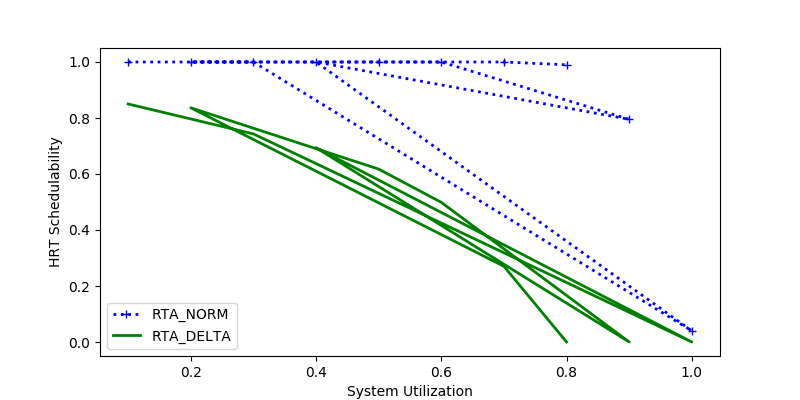 1.0
0.8
0.6
0.4
0.2
0.0
HRT Schedulability
RTA_NORM
RTA_DELTA
0.2 0.4 0.6 0.8 1.0
System Utilization